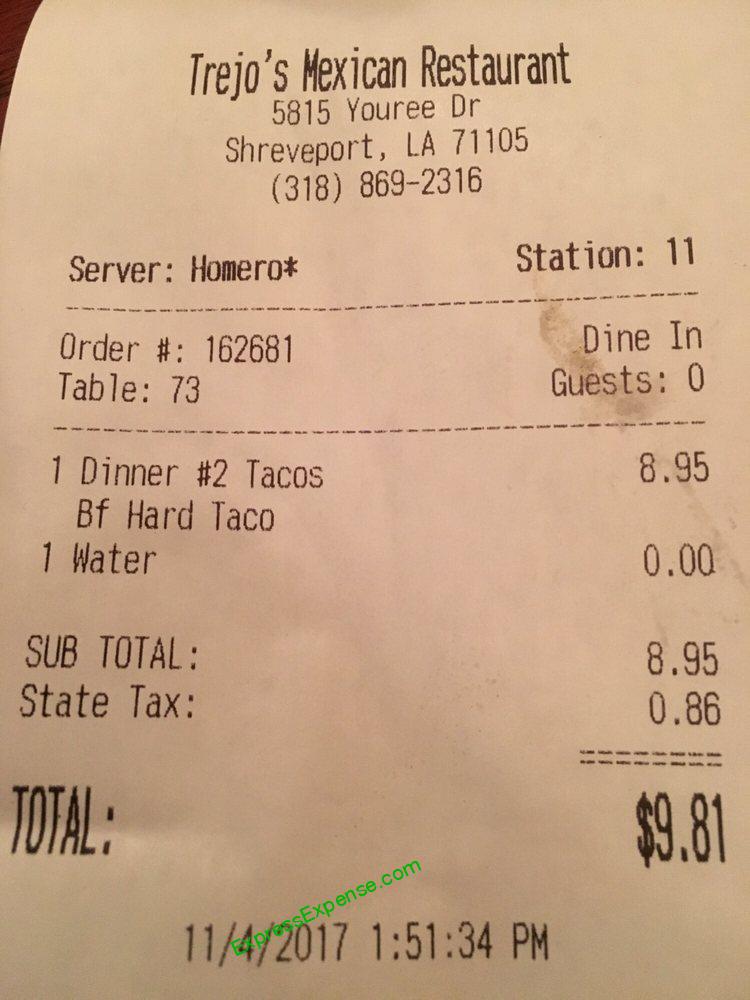 Trejo's Mexican Restaurant
5815 Youree Dr
Shreveport, LA 71105
(318) 869-2316
Server: Homero* Station: 11
Order #: 162681 Dine In
Table: 73 Guests: 0
1 Dinner #2 Tacos 8.95
Bf Hard Taco
1 Water 0.00
SUB TOTAL: 8.95
State Tax: 0.86
TOTAL: $9.81
ExpressExpense.com
11/4/2017 1:51:34 PM